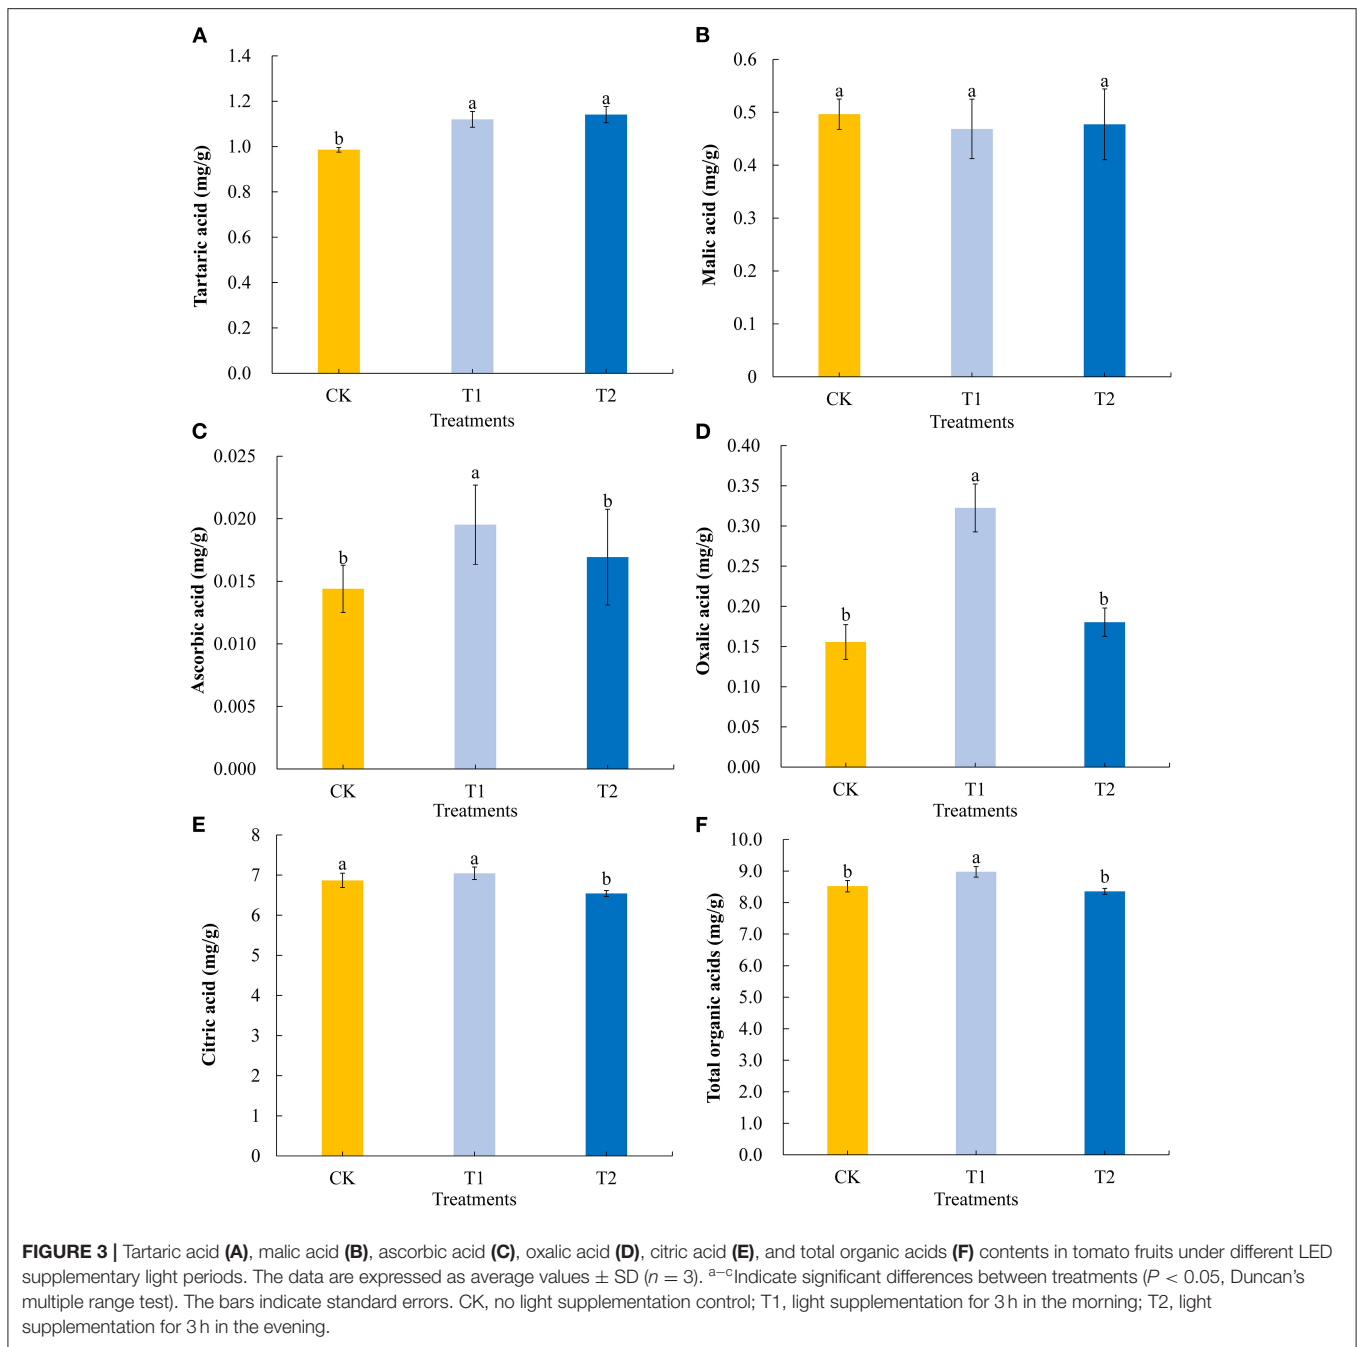 A
1.4
1.2
1.0
0.8
0.6
0.4
0.2
0.0
Tartaric acid (mg/g)
b
a
a
CK
T1
T2
Treatments
B
0.6
0.5
0.4
0.3
0.2
0.1
0
Malic acid (mg/g)
a
a
a
CK
T1
T2
Treatments
C
0.025
0.020
0.015
0.010
0.005
0.000
Ascorbic acid (mg/g)
b
a
b
CK
T1
T2
Treatments
D
0.40
0.35
0.30
0.25
0.20
0.15
0.10
0.05
0.00
Oxalic acid (mg/g)
b
a
b
CK
T1
T2
Treatments
E
8
7
6
5
4
3
2
1
0
Citric acid (mg/g)
a
a
b
CK
T1
T2
Treatments
F
10.0
9.0
8.0
7.0
6.0
5.0
4.0
3.0
2.0
1.0
0.0
Total organic acids (mg/g)
b
a
b
CK
T1
T2
Treatments
FIGURE 3 | Tartaric acid (A), malic acid (B), ascorbic acid (C), oxalic acid (D), citric acid (E), and total organic acids (F) contents in tomato fruits under different LED
supplementary light periods. The data are expressed as average values ± SD (n = 3). a–cIndicate significant differences between treatments (P < 0.05, Duncan's
multiple range test). The bars indicate standard errors. CK, no light supplementation control; T1, light supplementation for 3 h in the morning; T2, light
supplementation for 3 h in the evening.